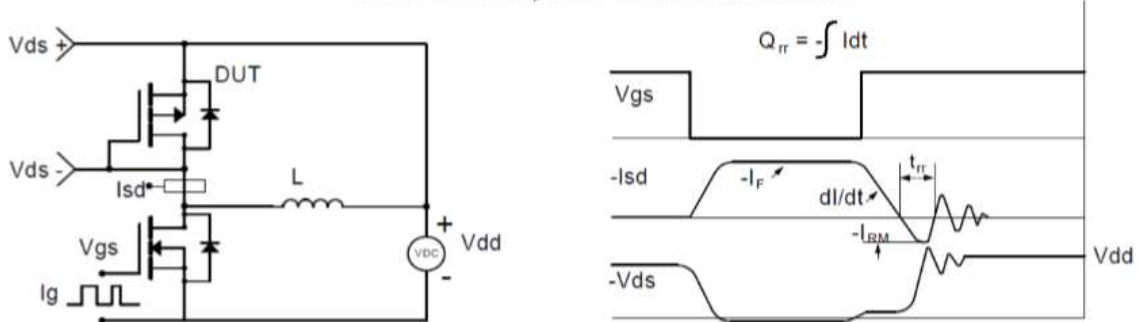 Vds +
DUT
Vds -
Isd
L
Vgs
Ig
+
VDC
-
Vdd
Qrr = -∫ Idt
Vgs
-Isd
-IF
dI/dt
trr
-IRM
Vdd
-Vds